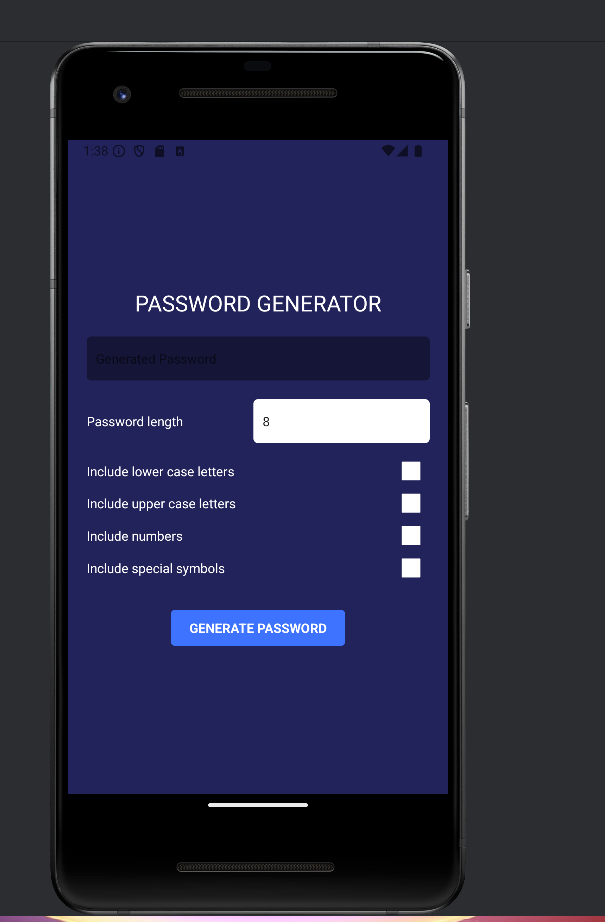 1:38
PASSWORD GENERATOR
Generated Password
Password length
8
Include lower case letters
Include upper case letters
Include numbers
Include special symbols
GENERATE PASSWORD